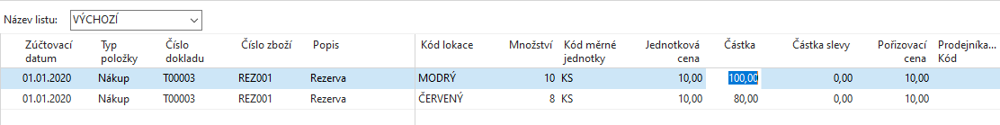 Název listu: VÝCHOZÍ
Zúčtovací datum Typ položky Číslo dokladu Číslo zboží Popis Kód lokace Množství Kód měrné jednotky Jednotková cena Částka Částka slevy Pořizovací cena Prodejníka... Kód
01.01.2020 Nákup T00003 REZ001 Rezerva MODRÝ 10 KS 10,00 100,00 0,00 10,00
01.01.2020 Nákup T00003 REZ001 Rezerva ČERVENÝ 8 KS 10,00 80,00 0,00 10,00